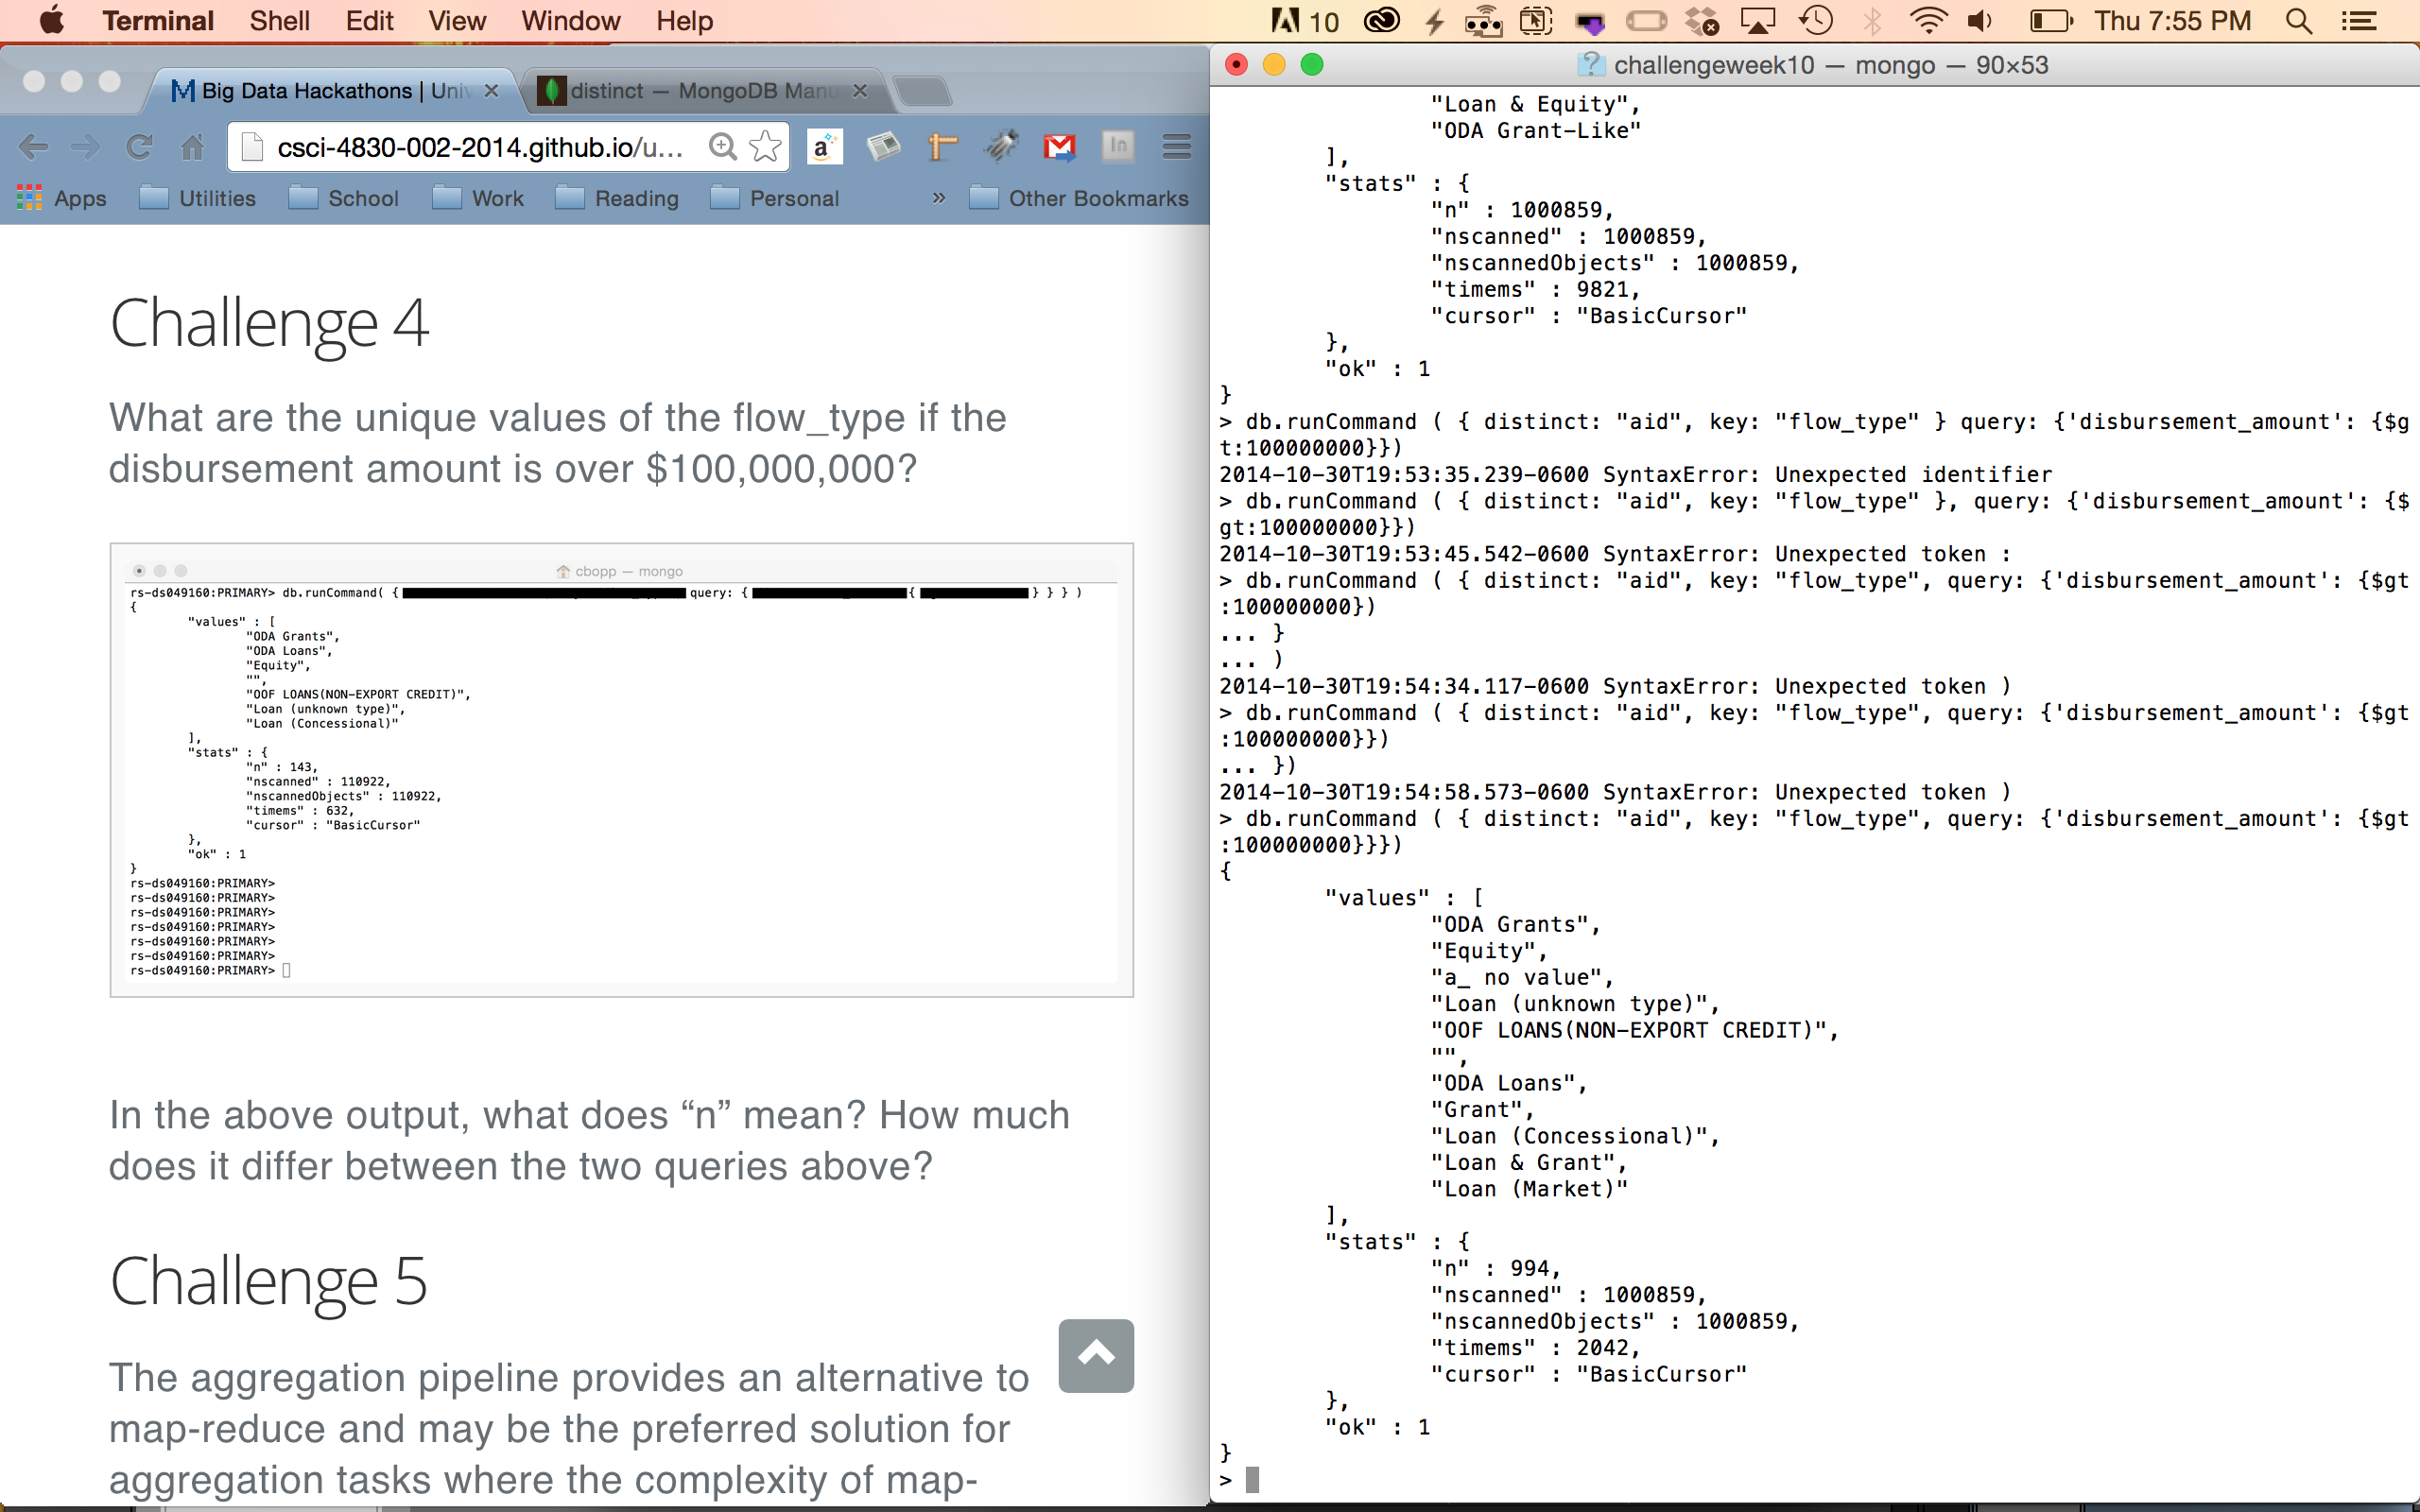 Terminal Shell Edit View Window Help 10 Thu 7:55 PM
Big Data Hackathons | Univ
distinct — MongoDB Manu
csci-4830-002-2014.github.io/u...
Apps Utilities School Work Reading Personal » Other Bookmarks
Challenge 4
What are the unique values of the flow_type if the
disbursement amount is over $100,000,000?
cbopp — mongo
rs-ds049160:PRIMARY> db.runCommand( { query: { { } } } )
{
"values" : [
"ODA Grants",
"ODA Loans",
"Equity",
"",
"OOF LOANS(NON-EXPORT CREDIT)",
"Loan (unknown type)",
"Loan (Concessional)"
],
"stats" : {
"n" : 143,
"nscanned" : 110922,
"nscannedObjects" : 110922,
"timems" : 632,
"cursor" : "BasicCursor"
},
"ok" : 1
}
rs-ds049160:PRIMARY>
rs-ds049160:PRIMARY>
rs-ds049160:PRIMARY>
rs-ds049160:PRIMARY>
rs-ds049160:PRIMARY>
rs-ds049160:PRIMARY>
rs-ds049160:PRIMARY>
In the above output, what does “n” mean? How much
does it differ between the two queries above?
Challenge 5
The aggregation pipeline provides an alternative to
map-reduce and may be the preferred solution for
aggregation tasks where the complexity of map-
challengeweek10 — mongo — 90×53
"Loan & Equity",
"ODA Grant-Like"
],
"stats" : {
"n" : 1000859,
"nscanned" : 1000859,
"nscannedObjects" : 1000859,
"timems" : 9821,
"cursor" : "BasicCursor"
},
"ok" : 1
}
> db.runCommand ( { distinct: "aid", key: "flow_type" } query: {'disbursement_amount': {$g
t:100000000}})
2014-10-30T19:53:35.239-0600 SyntaxError: Unexpected identifier
> db.runCommand ( { distinct: "aid", key: "flow_type" }, query: {'disbursement_amount': {$
gt:100000000}})
2014-10-30T19:53:45.542-0600 SyntaxError: Unexpected token :
> db.runCommand ( { distinct: "aid", key: "flow_type", query: {'disbursement_amount': {$gt
:100000000})
... }
... )
2014-10-30T19:54:34.117-0600 SyntaxError: Unexpected token )
> db.runCommand ( { distinct: "aid", key: "flow_type", query: {'disbursement_amount': {$gt
:100000000}})
... })
2014-10-30T19:54:58.573-0600 SyntaxError: Unexpected token )
> db.runCommand ( { distinct: "aid", key: "flow_type", query: {'disbursement_amount': {$gt
:100000000}}})
{
"values" : [
"ODA Grants",
"Equity",
"a_ no value",
"Loan (unknown type)",
"OOF LOANS(NON-EXPORT CREDIT)",
"",
"ODA Loans",
"Grant",
"Loan (Concessional)",
"Loan & Grant",
"Loan (Market)"
],
"stats" : {
"n" : 994,
"nscanned" : 1000859,
"nscannedObjects" : 1000859,
"timems" : 2042,
"cursor" : "BasicCursor"
},
"ok" : 1
}
>